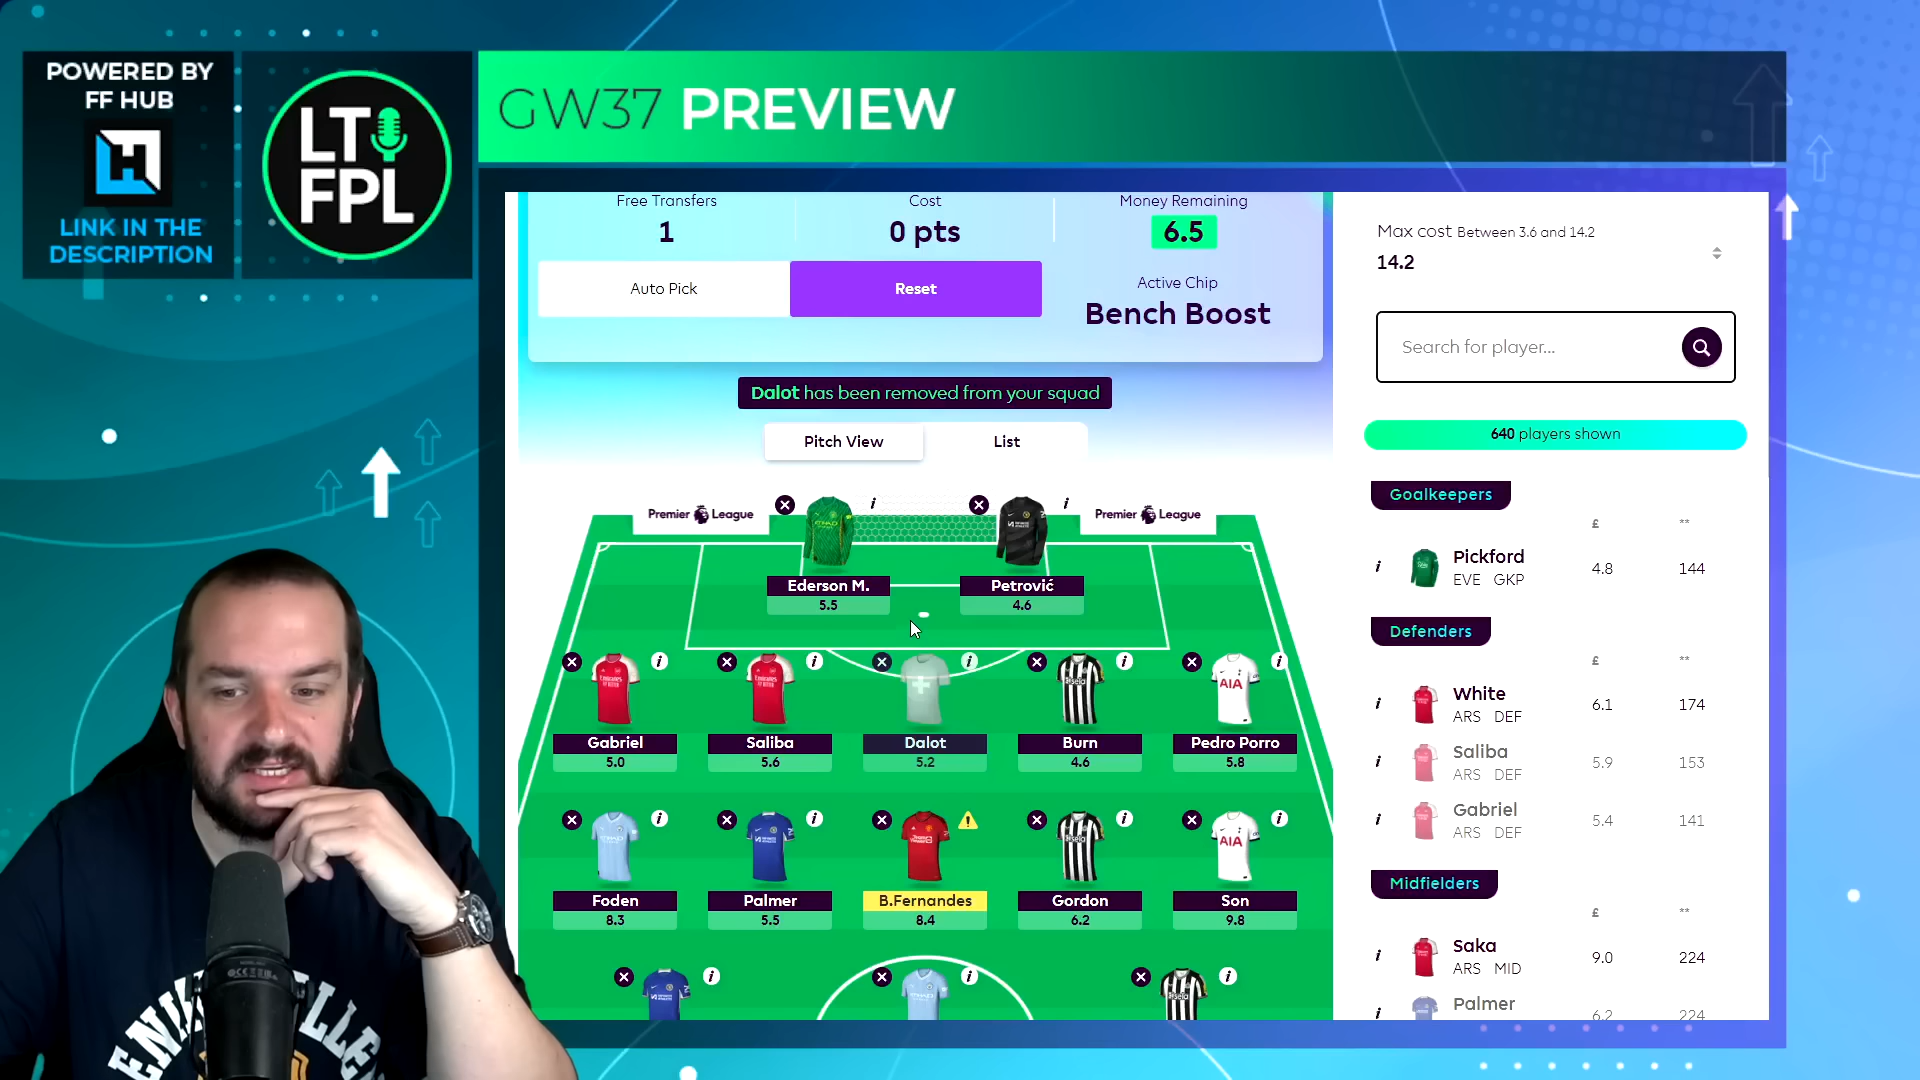 POWERED BY
FF HUB
LINK IN THE
DESCRIPTION
LT
FPL
GW37 PREVIEW
Free Transfers
1
Cost
0 pts
Money Remaining
6.5
Auto Pick
Reset
Active Chip
Bench Boost
Dalot has been removed from your squad
Pitch View
List
Premier League
Premier League
Ederson M.
5.5
Petrović
4.6
Gabriel
5.0
Saliba
5.6
Dalot
5.2
Burn
4.6
Pedro Porro
5.8
AIA
Foden
8.3
Palmer
5.5
B.Fernandes
8.4
Gordon
6.2
Son
9.8
AIA
Max cost Between 3.6 and 14.2
14.2
Search for player...
640 players shown
Goalkeepers
£ **
Pickford
EVE GKP
4.8 144
Defenders
£ **
White
ARS DEF
6.1 174
Saliba
ARS DEF
5.9 153
Gabriel
ARS DEF
5.4 141
Midfielders
£ **
Saka
ARS MID
9.0 224
Palmer
6.2 224